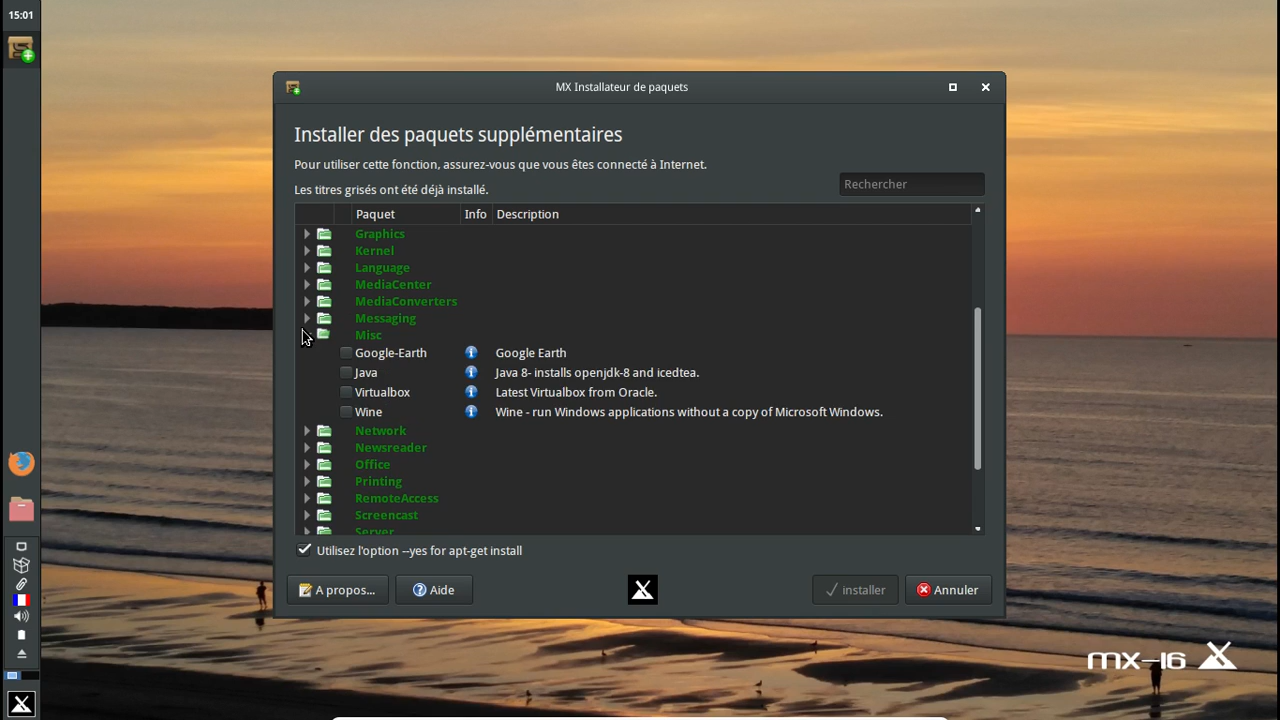 15:01
MX Installateur de paquets
Installer des paquets supplémentaires
Pour utiliser cette fonction, assurez-vous que vous êtes connecté à Internet.
Rechercher
Les titres grisés ont été déjà installé.
Paquet Info Description
Graphics
Kernel
Language
MediaCenter
MediaConverters
Messaging
Misc
Google-Earth Google Earth
Java Java 8- installs openjdk-8 and icedtea.
Virtualbox Latest Virtualbox from Oracle.
Wine Wine - run Windows applications without a copy of Microsoft Windows.
Network
Newsreader
Office
Printing
RemoteAccess
Screencast
Server
Utilisez l'option --yes for apt-get install
A propos... Aide installer Annuler
mx-16